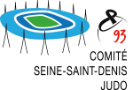 93
COMITÉ
SEINE-SAINT-DENIS
JUDO